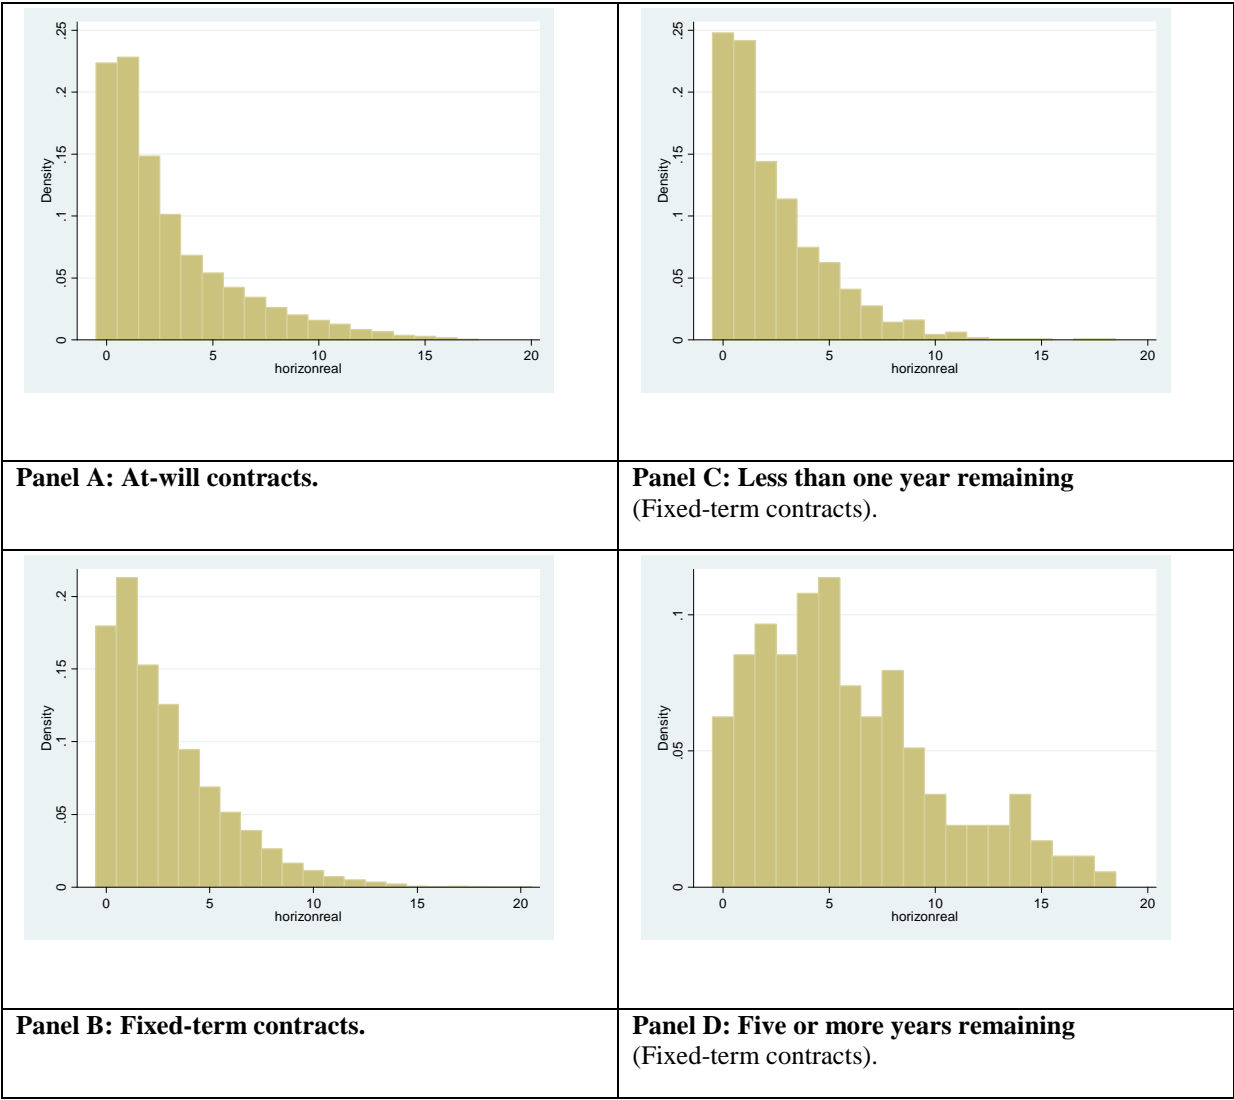 .25
.2
.15
.1
.05
0
Density
0 5 10 15 20
horizonreal
.25
.2
.15
.1
.05
0
Density
0 5 10 15 20
horizonreal
Panel A: At-will contracts.
Panel C: Less than one year remaining
(Fixed-term contracts).
.2
.15
.1
.05
0
Density
0 5 10 15 20
horizonreal
.1
.05
0
Density
0 5 10 15 20
horizonreal
Panel B: Fixed-term contracts.
Panel D: Five or more years remaining
(Fixed-term contracts).